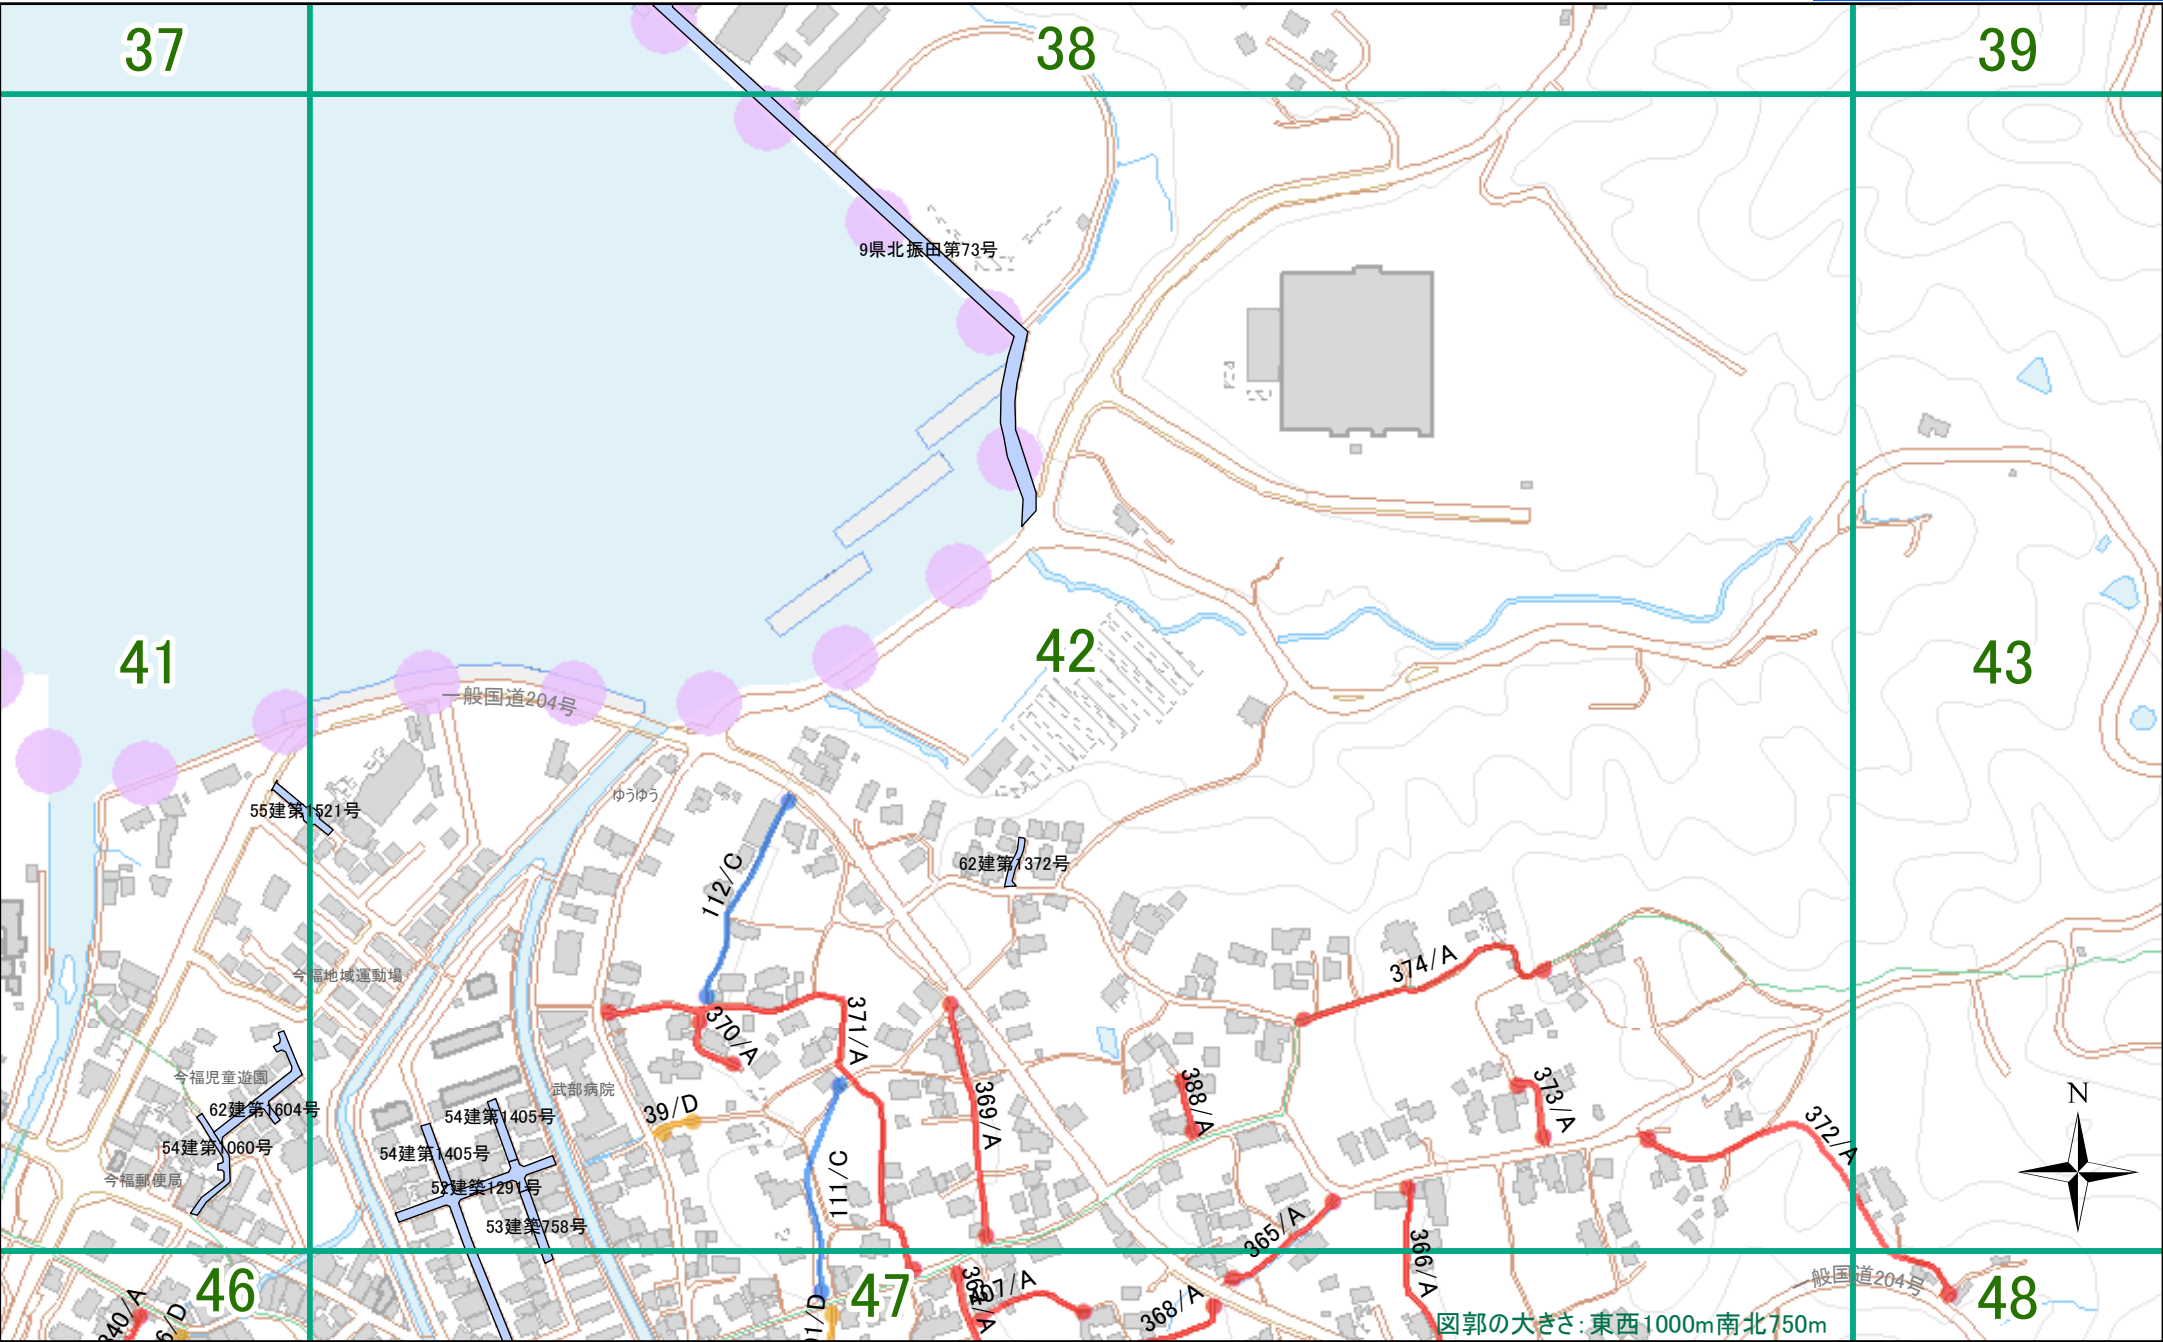 37
38
39
9県北振田第73号
41
42
43
一般国道204号
ゆうゆう
55建第1521号
112/C
62建第1372号
今福地域運動場
374/A
370/A
371/A
369/A
388/A
373/A
372/A
今福児童遊園
62建第1604号
54建第1060号
今福郵便局
武部病院
39/D
54建第1405号
54建第1405号
52建築1291号
53建築758号
111/C
365/A
366/A
N
46
47
48
340/A
6/D
407/A
368/A
一般国道204号
図郭の大きさ：東西1000m南北750m